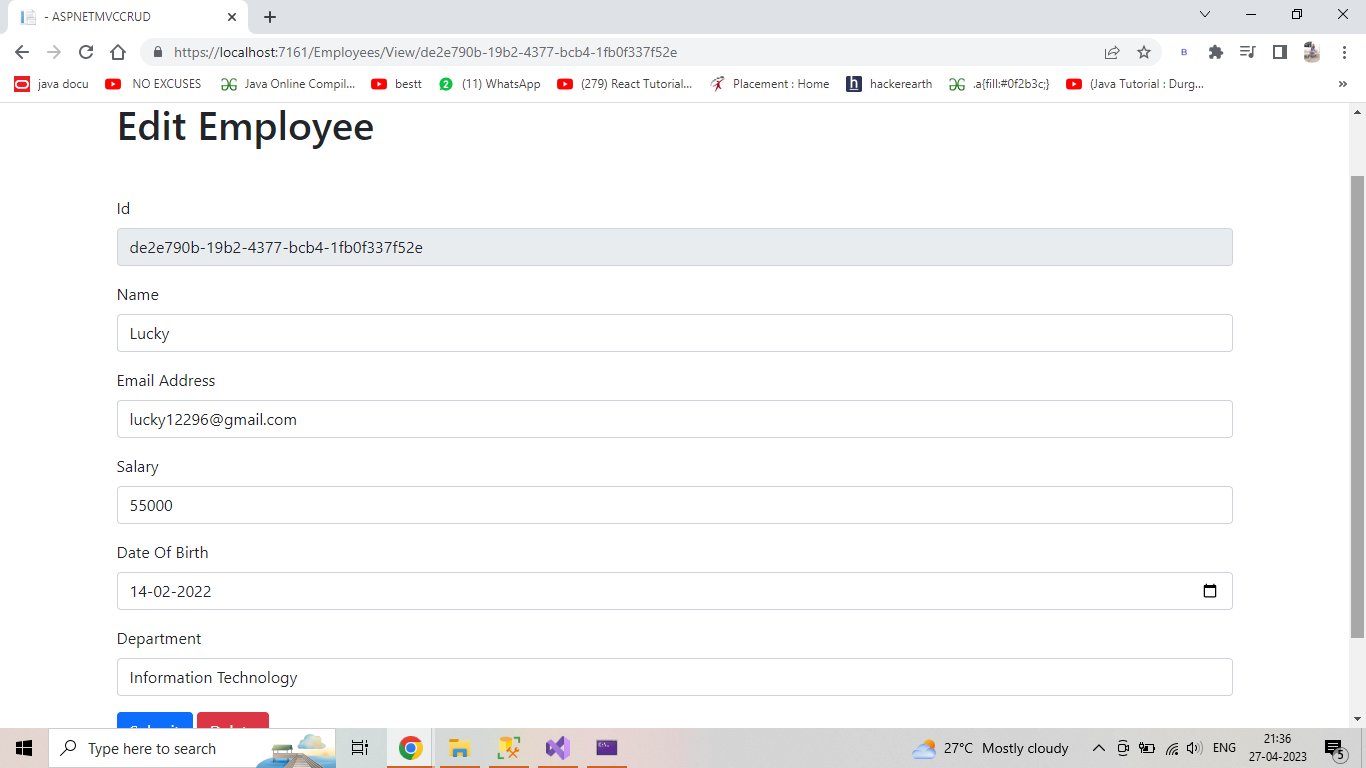 - ASPNETMVCCRUD
https://localhost:7161/Employees/View/de2e790b-19b2-4377-bcb4-1fb0f337f52e
java docu NO EXCUSES Java Online Compil... bestt (11) WhatsApp (279) React Tutorial... Placement : Home hackerearth .a{fill:#0f2b3c;} (Java Tutorial : Durg... »
Edit Employee
Id
de2e790b-19b2-4377-bcb4-1fb0f337f52e
Name
Lucky
Email Address
lucky12296@gmail.com
Salary
55000
Date Of Birth
14-02-2022
Department
Information Technology
Submit Delete
Type here to search
27°C Mostly cloudy
ENG
21:36
27-04-2023
5